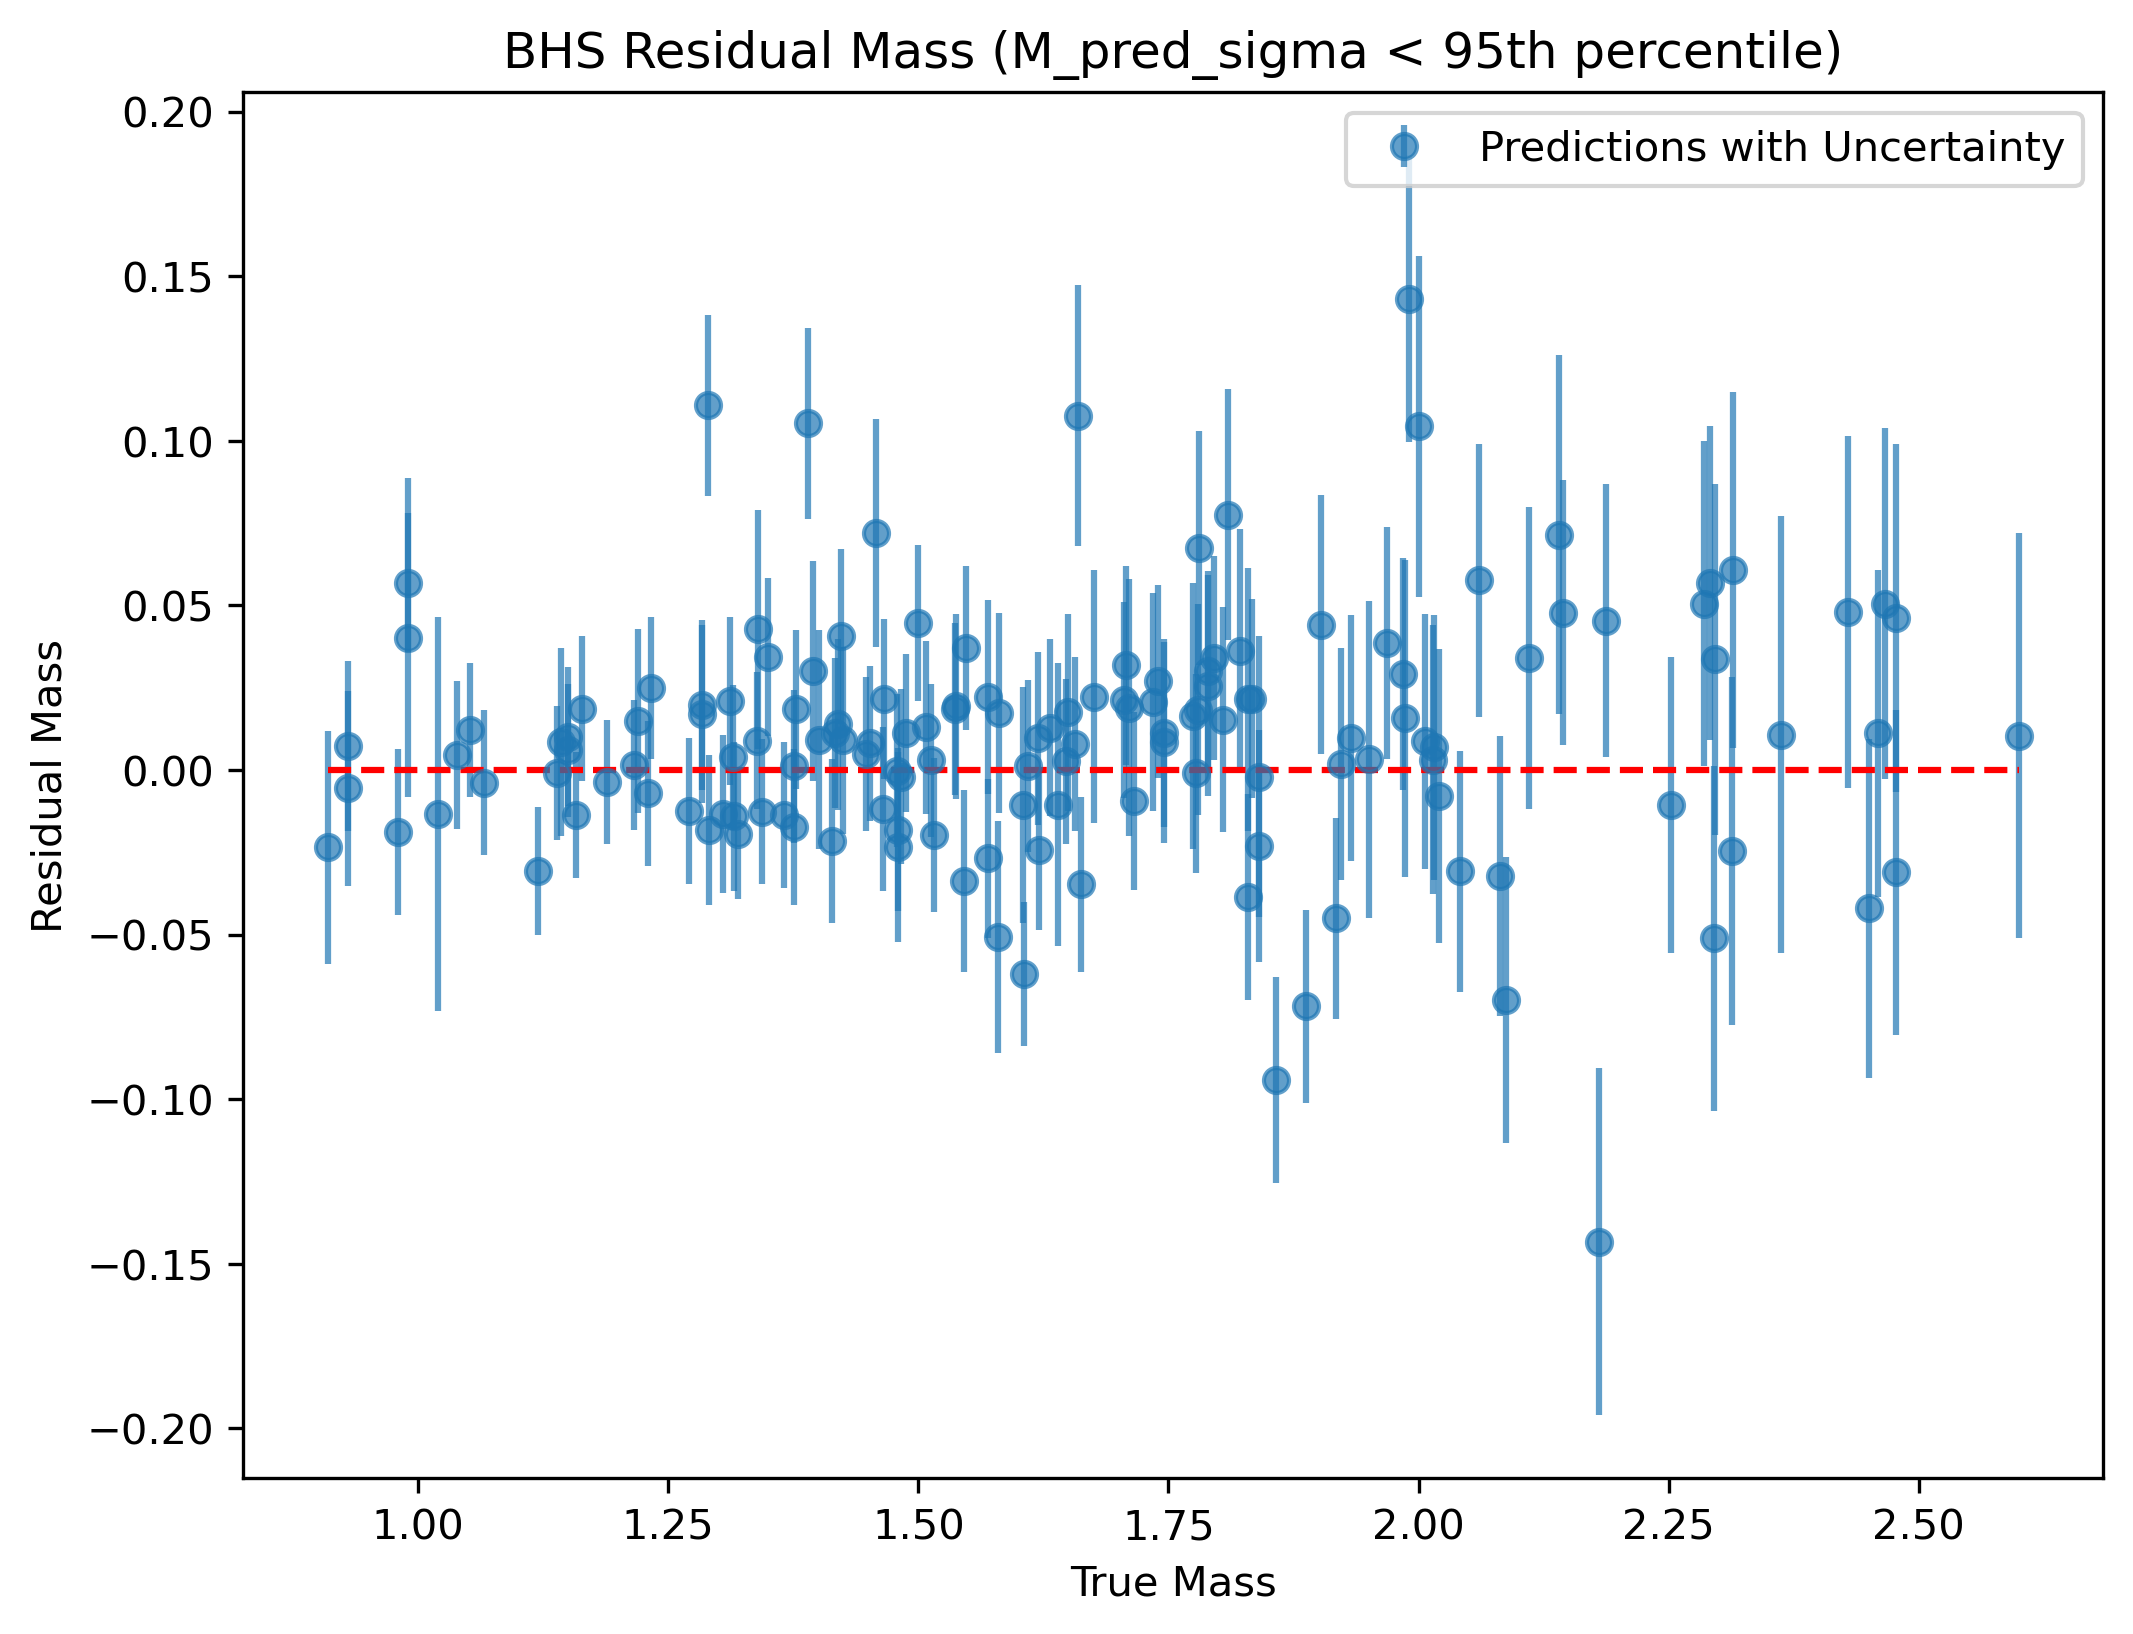 BHS Residual Mass (M_pred_sigma < 95th percentile)
Predictions with Uncertainty
Residual Mass
0.20
0.15
0.10
0.05
0.00
−0.05
−0.10
−0.15
−0.20
1.00 1.25 1.50 1.75 2.00 2.25 2.50
True Mass